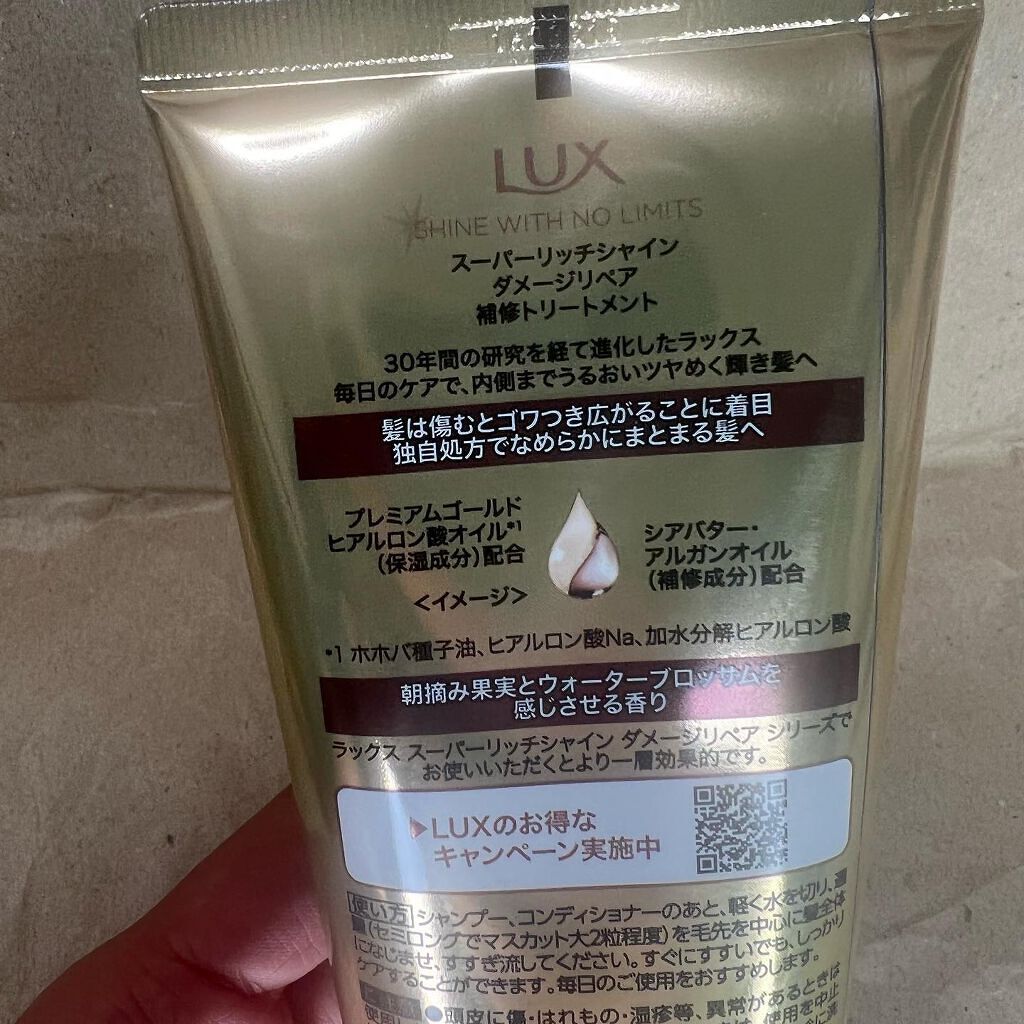 LUX
SHINE WITH NO LIMITS
スーパーリッチシャイン
ダメージリペア
補修トリートメント
30年間の研究を経て進化したラックス
毎日のケアで、内側までうるおいツヤめく輝き髪へ
髪は傷むとゴワつき広がることに着目
独自処方でなめらかにまとまる髪へ
プレミアムゴールド
ヒアルロン酸オイル*1
(保湿成分)配合
<イメージ>
シアバター・
アルガンオイル
(補修成分)配合
*1 ホホバ種子油、ヒアルロン酸Na、加水分解ヒアルロン酸
朝摘み果実とウォーターブロッサムを
感じさせる香り
ラックス スーパーリッチシャイン ダメージリペア シリーズで
お使いいただくとより一層効果的です。
▶LUXのお得な
キャンペーン実施中
使い方 シャンプー、コンディショナーのあと、軽く水を切り、適
量(セミロングでマスカット大2粒程度)を毛先を中心に髪全体
になじませ、すすぎ流してください。すぐにすすいでも、しっかり
ケアすることができます。毎日のご使用をおすすめします。
●頭皮に傷・はれもの・湿疹等、異常があるときは
使用を中止